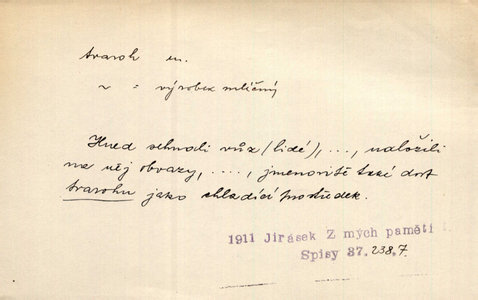 tvaroh m.
~ = výrobek mléčný
Hned sehnali vůz (lidé), ..., naložili
na něj obvazy, ...., jmenovitě také dost
tvarohu jako chladící prostředek.
1911 Jirásek Z mých pamětí
Spisy 37, 238,7.